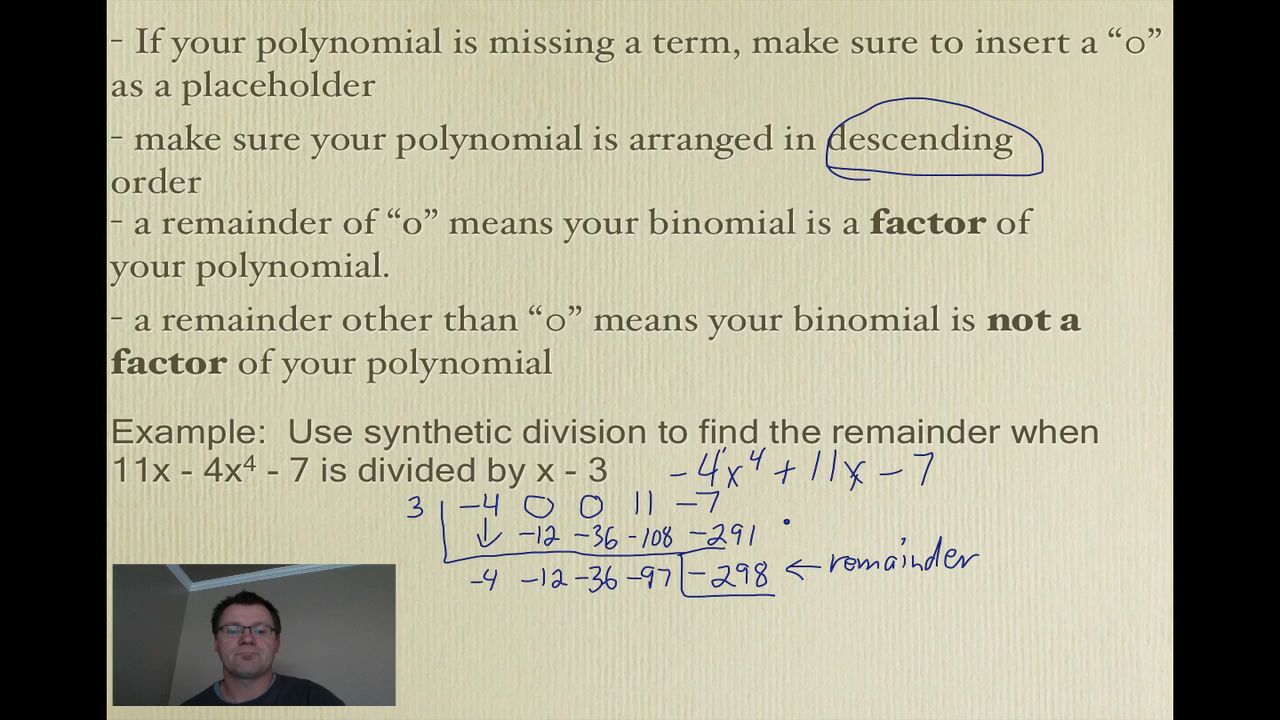 - If your polynomial is missing a term, make sure to insert a “0”
as a placeholder
- make sure your polynomial is arranged in descending
order
- a remainder of “0” means your binomial is a factor of
your polynomial.
- a remainder other than “0” means your binomial is not a
factor of your polynomial
Example: Use synthetic division to find the remainder when
11x - 4x⁴ - 7 is divided by x - 3 -4x⁴ + 11x - 7
3 -4 0 0 11 -7
↓ -12 -36 -108 -291
-4 -12 -36 -97 -298 ← remainder